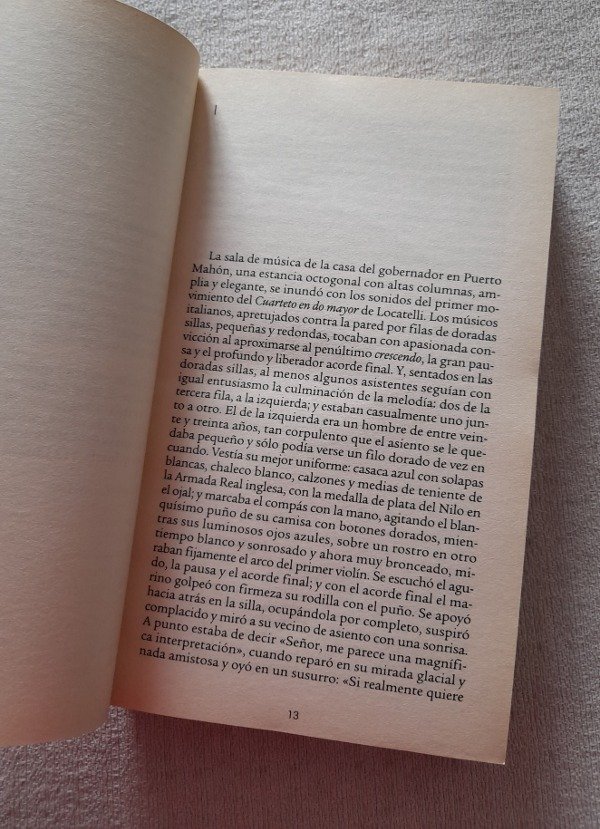 I
La sala de música de la casa del gobernador en Puerto
Mahón, una estancia octogonal con altas columnas, am-
plia y elegante, se inundó con los sonidos del primer mo-
vimiento del Cuarteto en do mayor de Locatelli. Los músicos
italianos, apretujados contra la pared por filas de doradas
sillas, pequeñas y redondas, tocaban con apasionada con-
vicción al aproximarse al penúltimo crescendo, la gran pau-
sa y el profundo y liberador acorde final. Y, sentados en las
doradas sillas, al menos algunos asistentes seguían con
igual entusiasmo la culminación de la melodía: dos de la
tercera fila, a la izquierda; y estaban casualmente uno jun-
to a otro. El de la izquierda era un hombre de entre vein-
te y treinta años, tan corpulento que el asiento se le que-
daba pequeño y sólo podía verse un filo dorado de vez en
cuando. Vestía su mejor uniforme: casaca azul con solapas
blancas, chaleco blanco, calzones y medias de teniente de
la Armada Real inglesa, con la medalla de plata del Nilo en
el ojal; y marcaba el compás con la mano, agitando el blan-
quísimo puño de su camisa con botones dorados, mien-
tras sus luminosos ojos azules, sobre un rostro en otro
tiempo blanco y sonrosado y ahora muy bronceado, mi-
raban fijamente el arco del primer violín. Se escuchó el agu-
do, la pausa y el acorde final; y con el acorde final el ma-
rino golpeó con firmeza su rodilla con el puño. Se apoyó
hacia atrás en la silla, ocupándola por completo, suspiró
complacido y miró a su vecino de asiento con una sonrisa.
A punto estaba de decir «Señor, me parece una magnífi-
ca interpretación», cuando reparó en su mirada glacial y
nada amistosa y oyó en un susurro: «Si realmente quiere
13